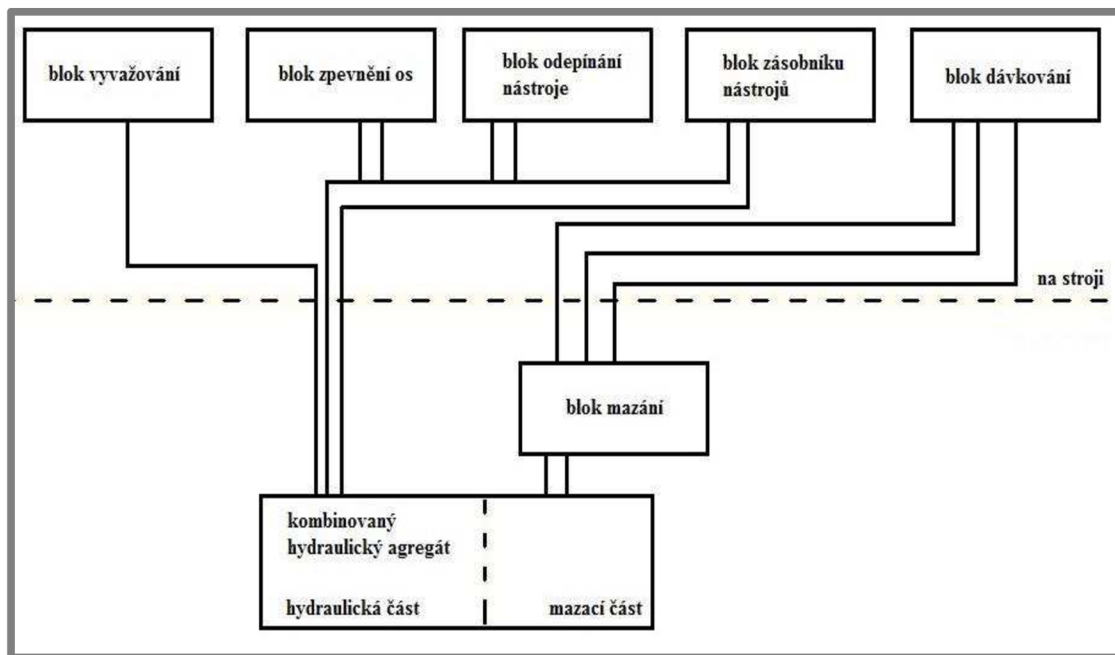 blok vyvažování
blok zpevnění os
blok odepínání
nástroje
blok zásobníku
nástrojů
blok dávkování
na stroji
blok mazání
kombinovaný
hydraulický agregát
hydraulická část
mazací část